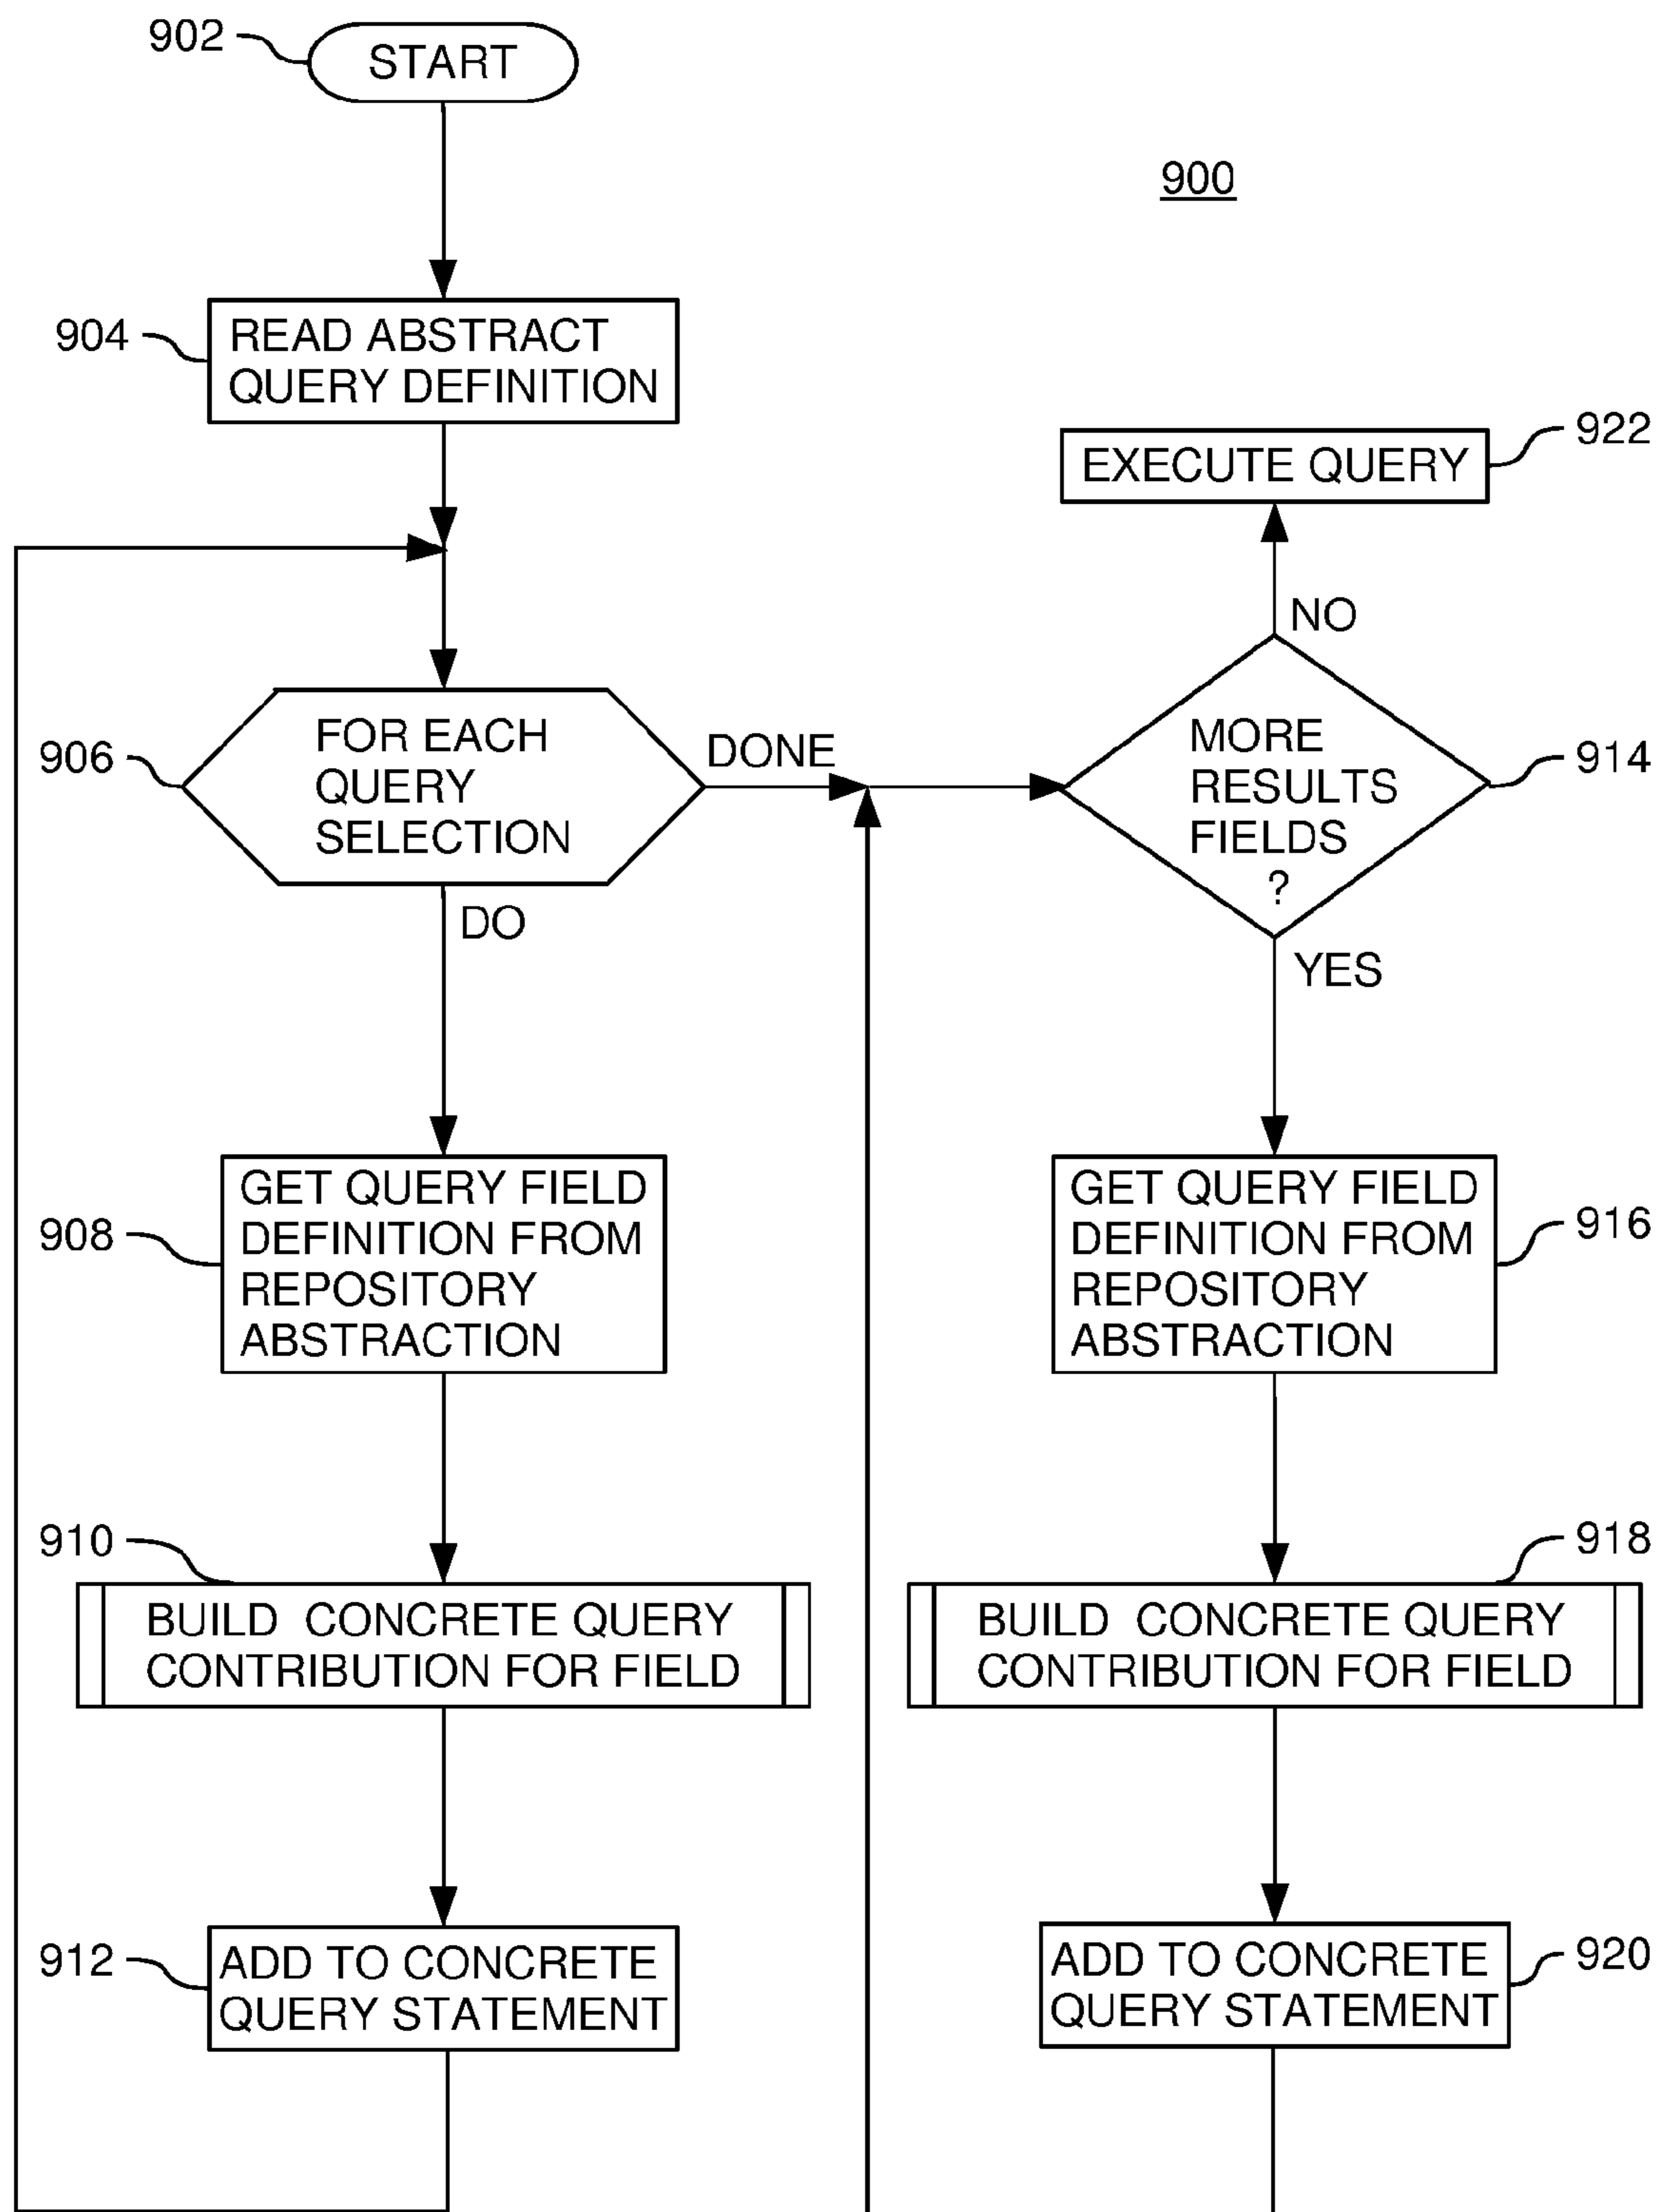 902
START
900
904
READ ABSTRACT
QUERY DEFINITION
922
EXECUTE QUERY
NO
906
FOR EACH
QUERY
SELECTION
DONE
MORE
RESULTS
FIELDS
?
914
DO
YES
908
GET QUERY FIELD
DEFINITION FROM
REPOSITORY
ABSTRACTION
GET QUERY FIELD
DEFINITION FROM
REPOSITORY
ABSTRACTION
916
910
BUILD CONCRETE QUERY
CONTRIBUTION FOR FIELD
918
BUILD CONCRETE QUERY
CONTRIBUTION FOR FIELD
912
ADD TO CONCRETE
QUERY STATEMENT
ADD TO CONCRETE
QUERY STATEMENT
920